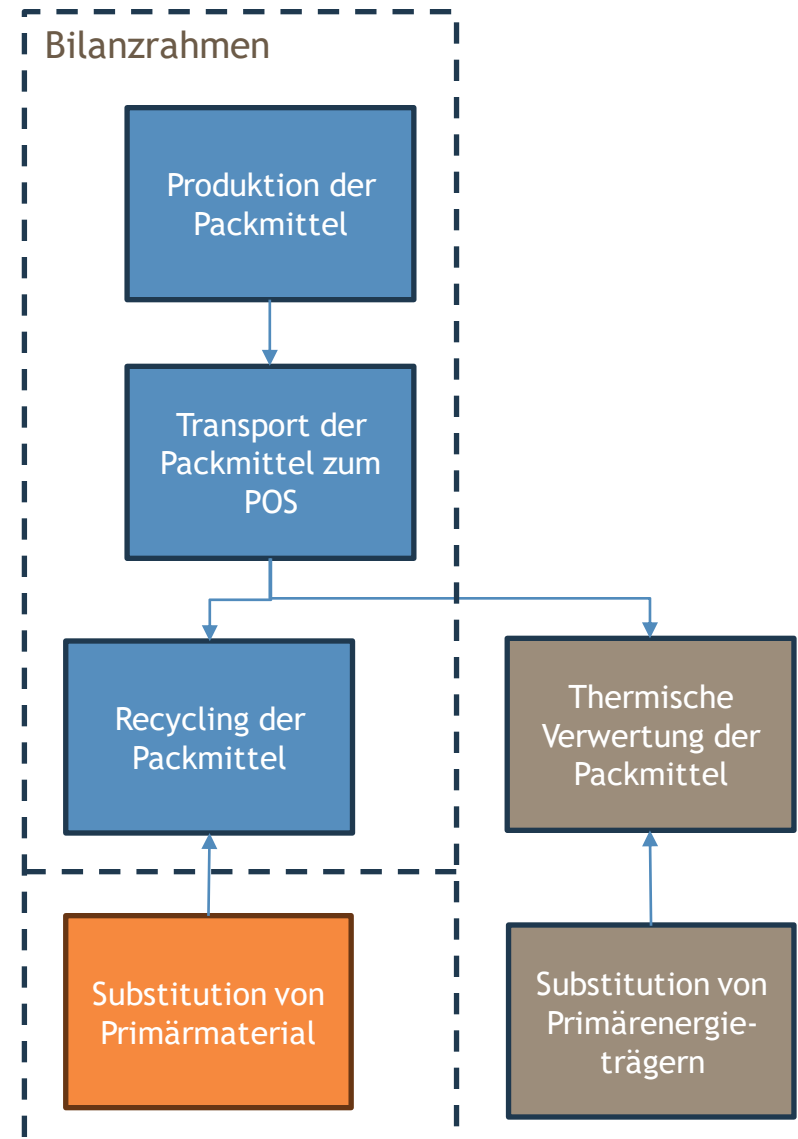 Bilanzrahmen
Produktion der
Packmittel
Transport der
Packmittel zum
POS
Recycling der
Packmittel
Thermische
Verwertung der
Packmittel
Substitution von
Primärmaterial
Substitution von
Primärenergie-
trägern